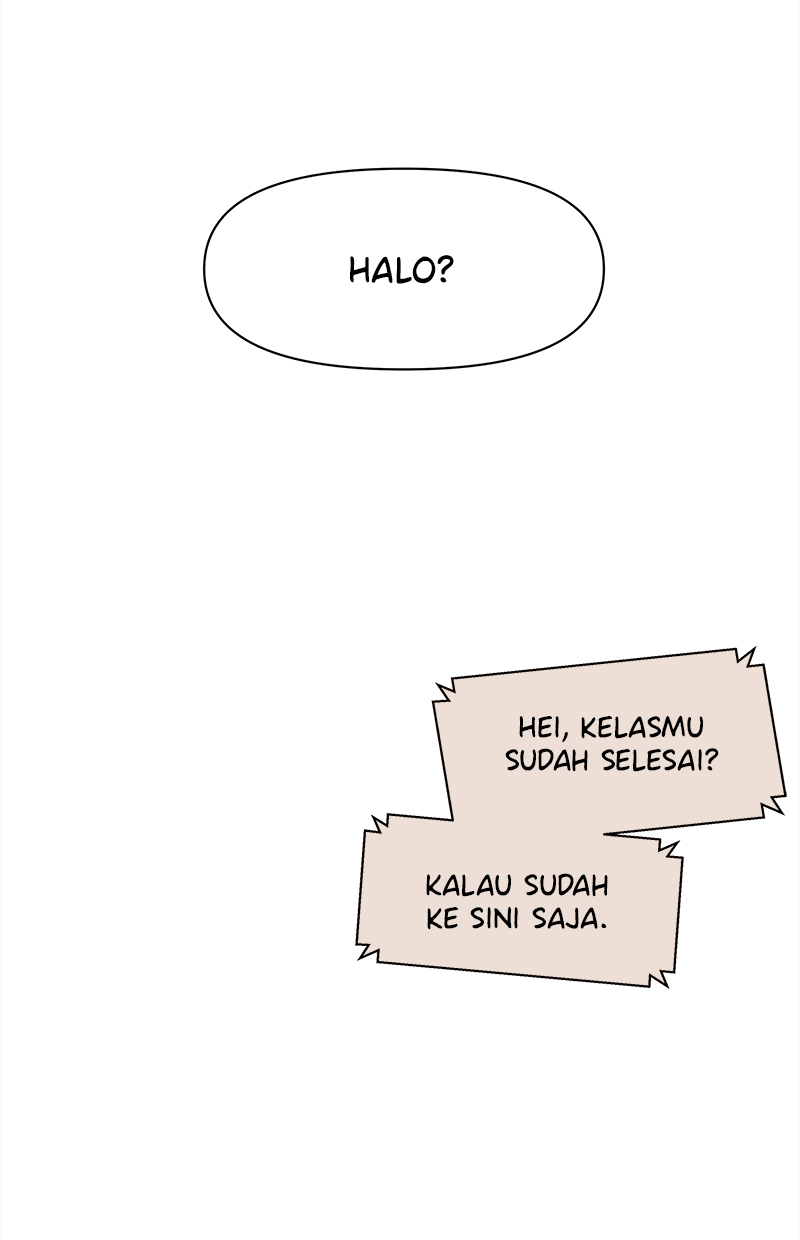 HALO?
HEI, KELASMU
SUDAH SELESAI?
KALAU SUDAH
KE SINI SAJA.